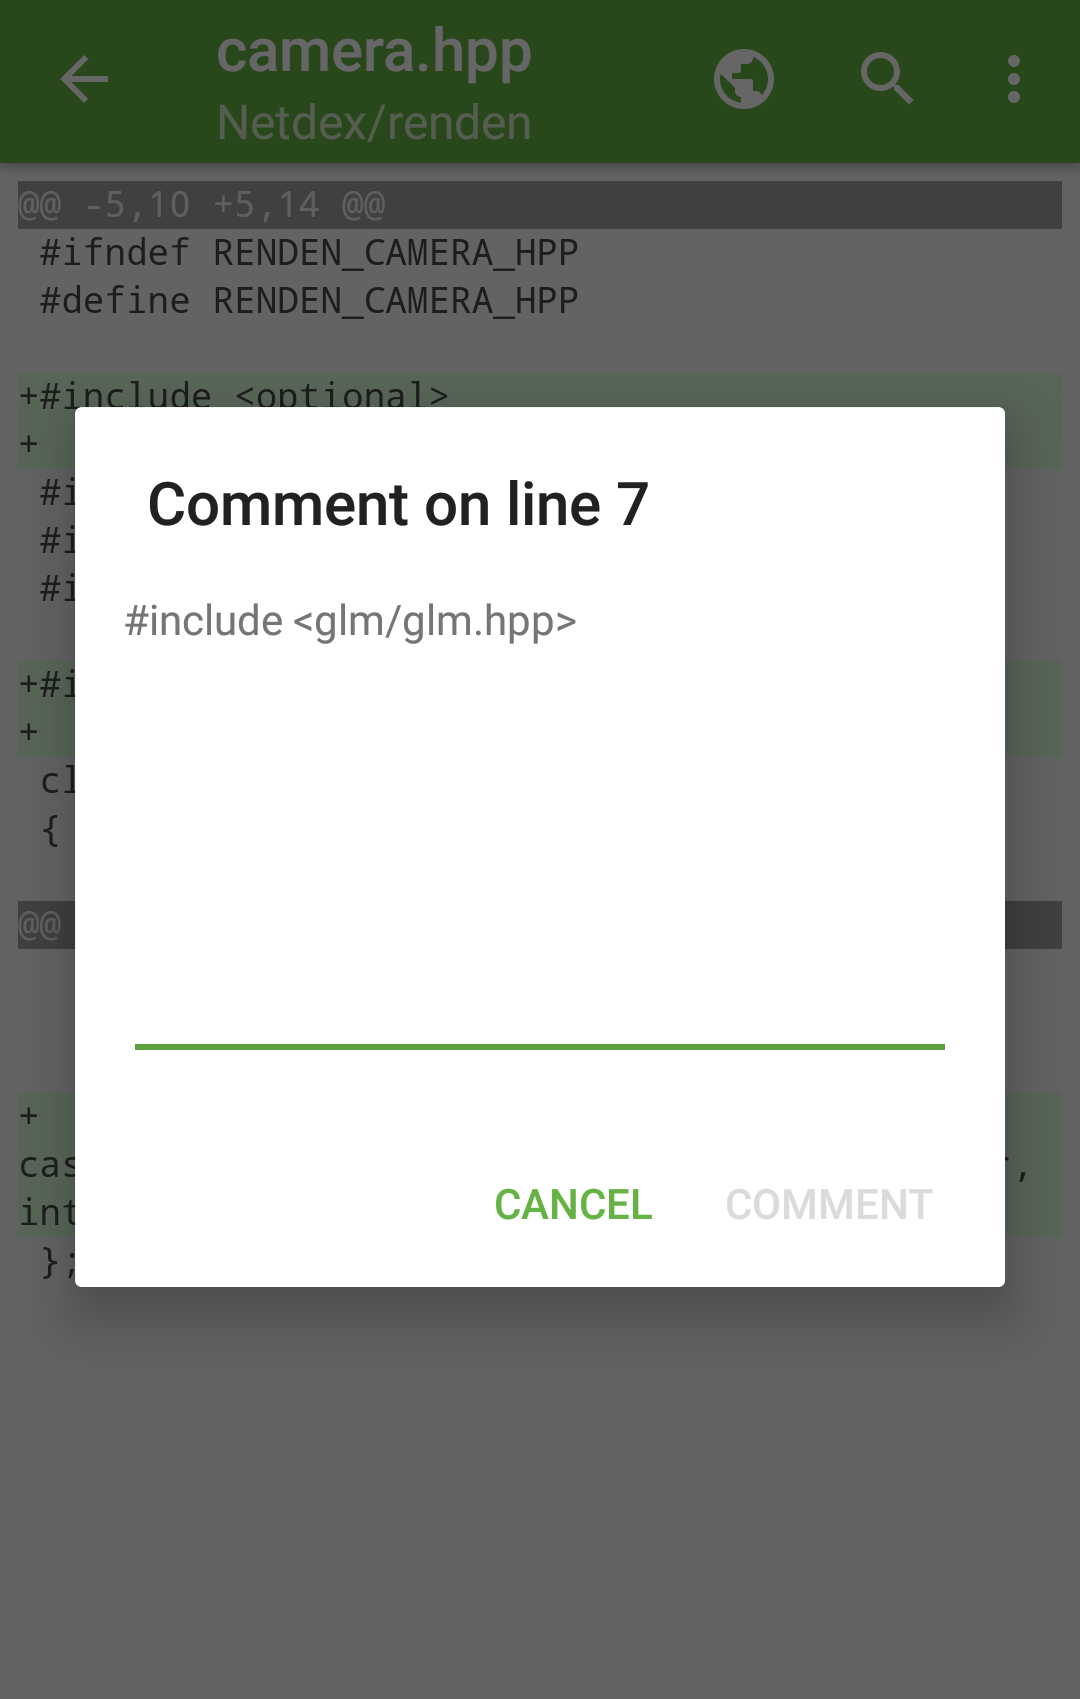 camera.hpp
Netdex/renden
@@ -5,10 +5,14 @@
#ifndef RENDEN_CAMERA_HPP
#define RENDEN_CAMERA_HPP
+#include <optional>
+
#i
#i
#i
+#i
+
cl
{
@@
+
cas ,
int
};
Comment on line 7
#include <glm/glm.hpp>
CANCEL COMMENT